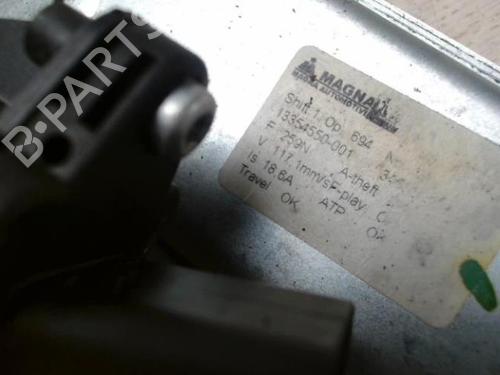 B-PARTS
MAGNA
MAGNA AUTOMOTIVE
Shift 1, Op. 694
13354550-001
F 259N A-theft
V 117.1mm/s F-play
Is 18.6A ATP OK
Travel OK